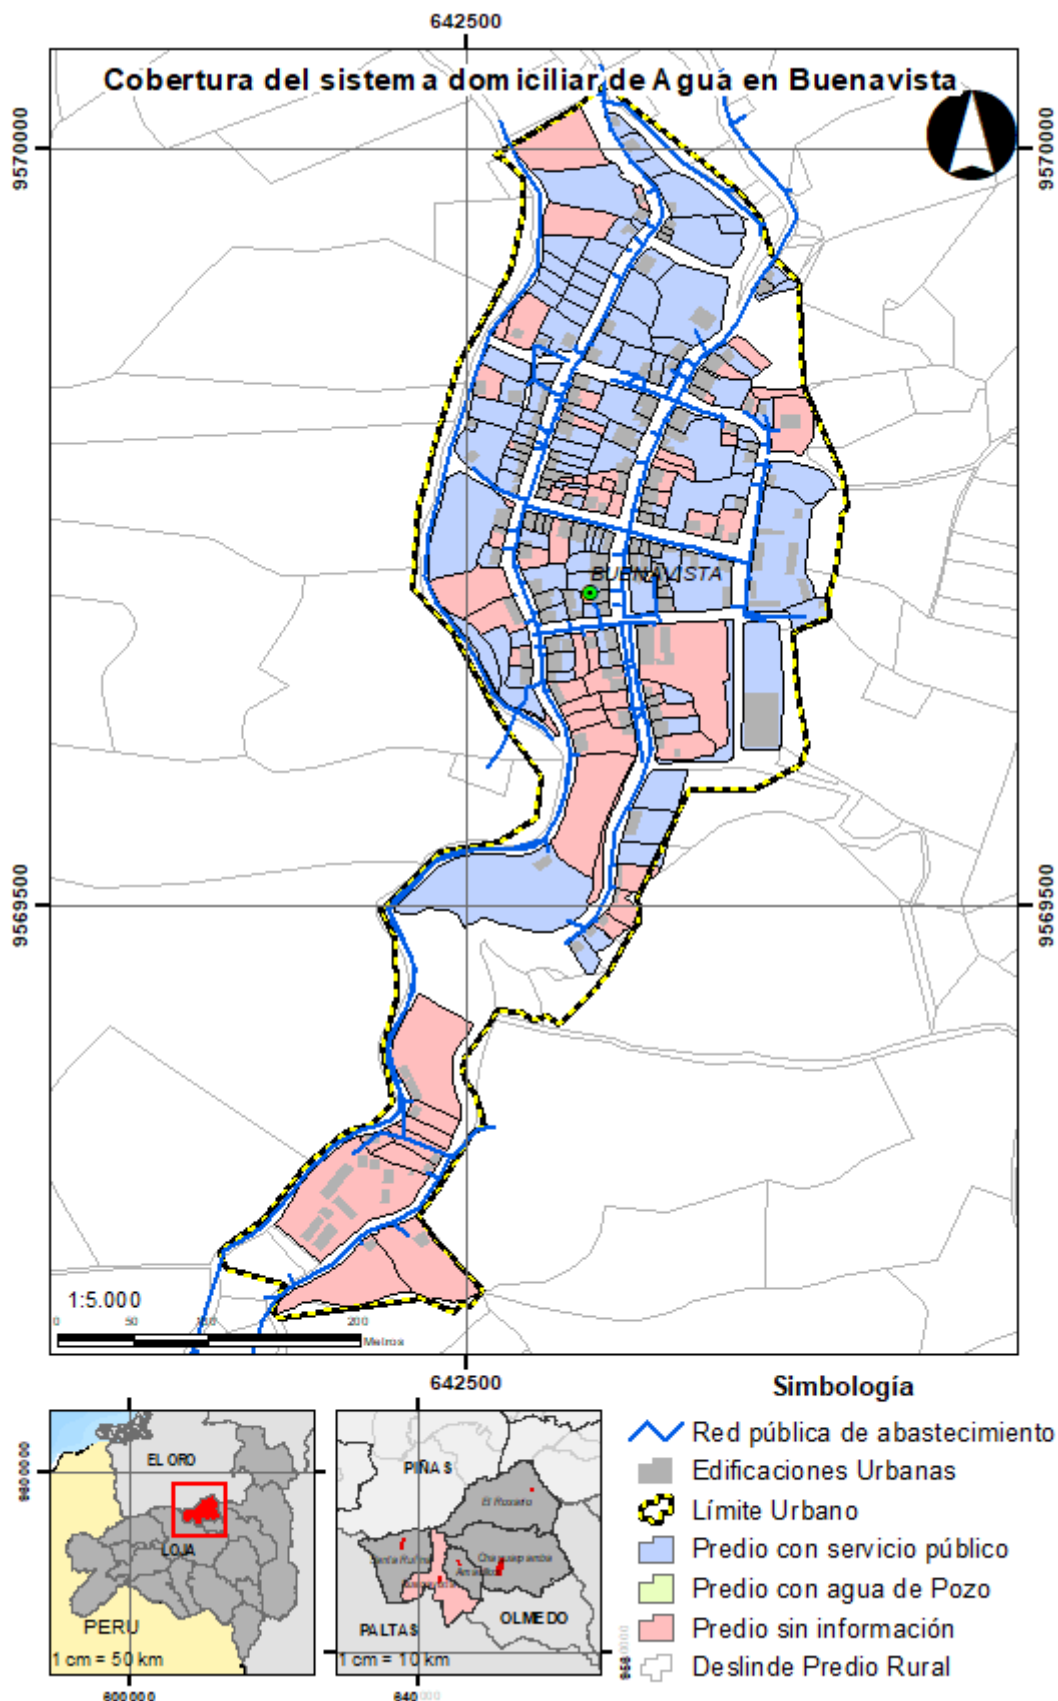 642500
Cobertura del sistema domiciliar de Agua en Buenavista
9570000
9570000
BUENAVISTA
9569500
9569500
1:5.000
0 50 200
Metros
642500
Simbología
Red pública de abastecimiento
Edificaciones Urbanas
Límite Urbano
Predio con servicio público
Predio con agua de Pozo
Predio sin información
Deslinde Predio Rural
EL ORO
LOJA
PERU
1 cm = 50 km
600000
PIÑAS
El Rosario
Santa Rufina
Chaguarpamba
PALTAS
OLMEDO
1 cm = 10 km
640000